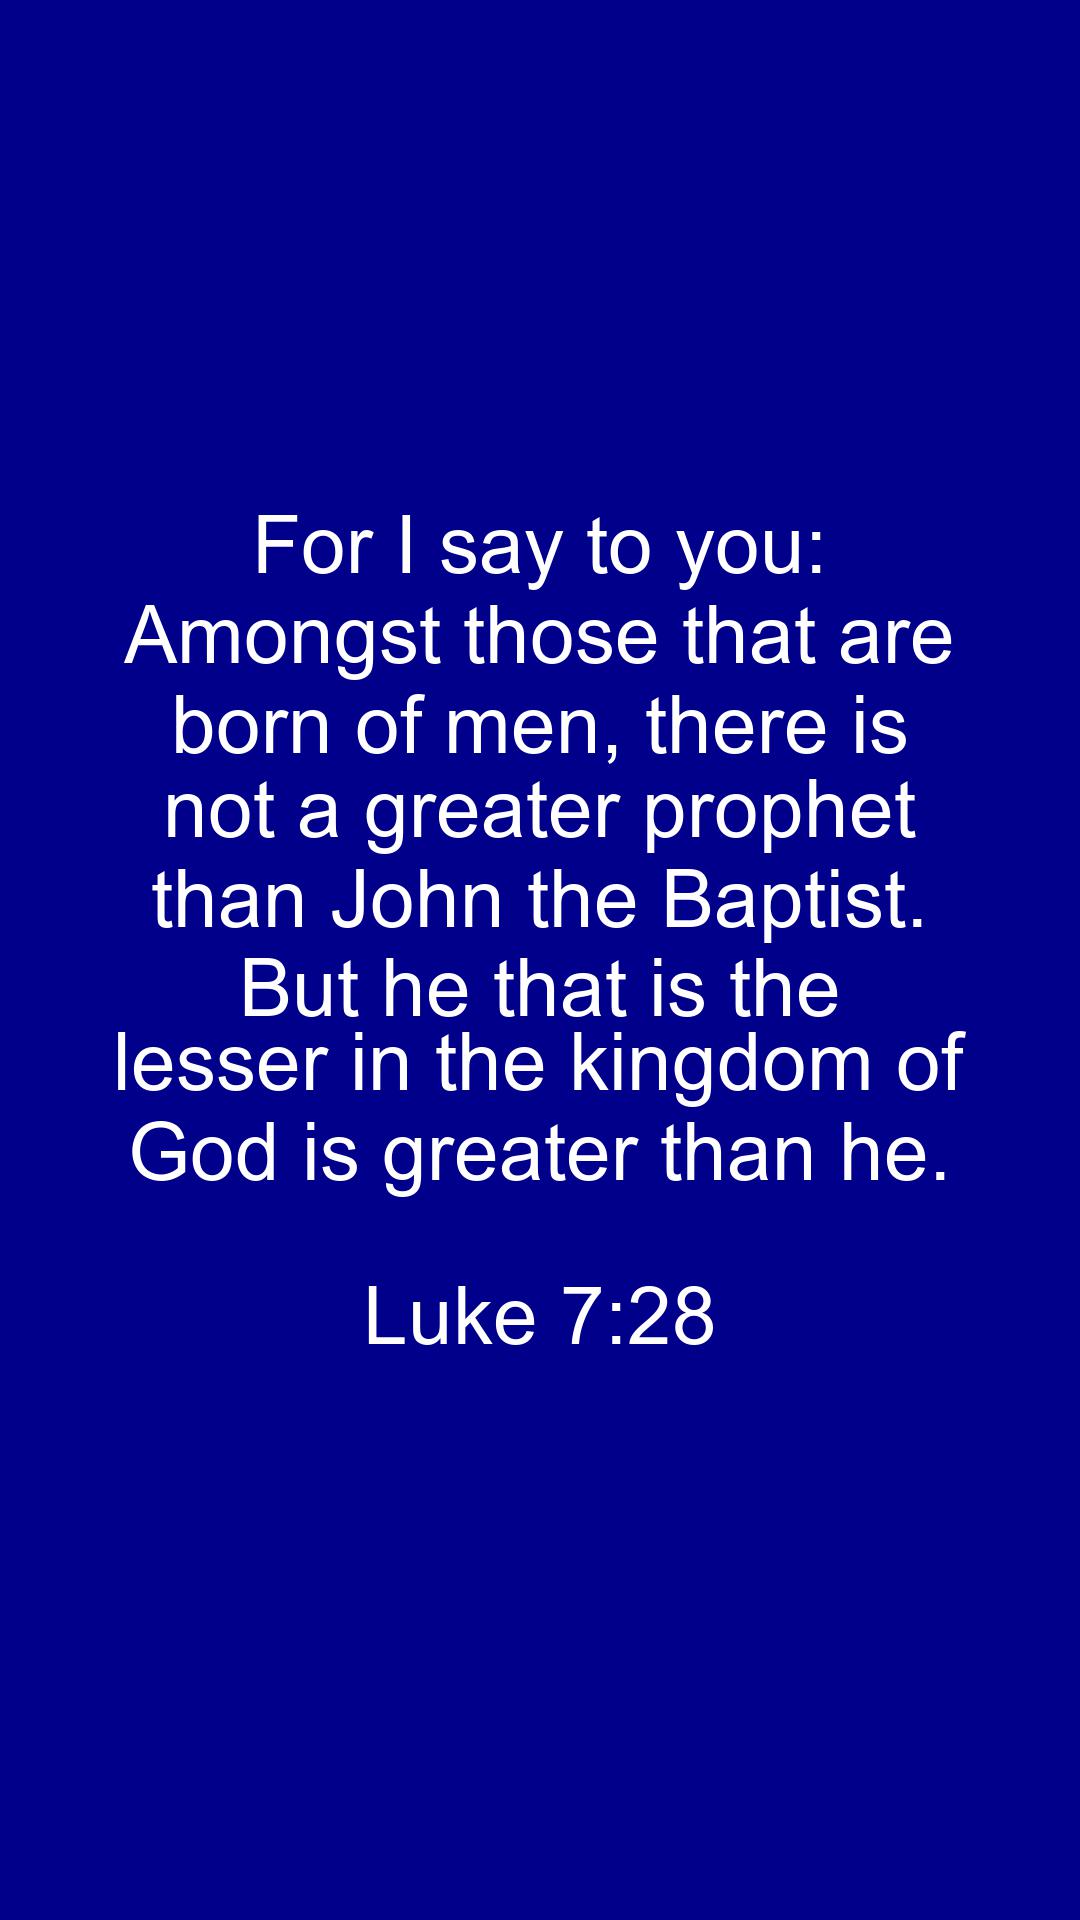 For I say to you:
Amongst those that are
born of men, there is
not a greater prophet
than John the Baptist.
But he that is the
lesser in the kingdom of
God is greater than he.
Luke 7:28